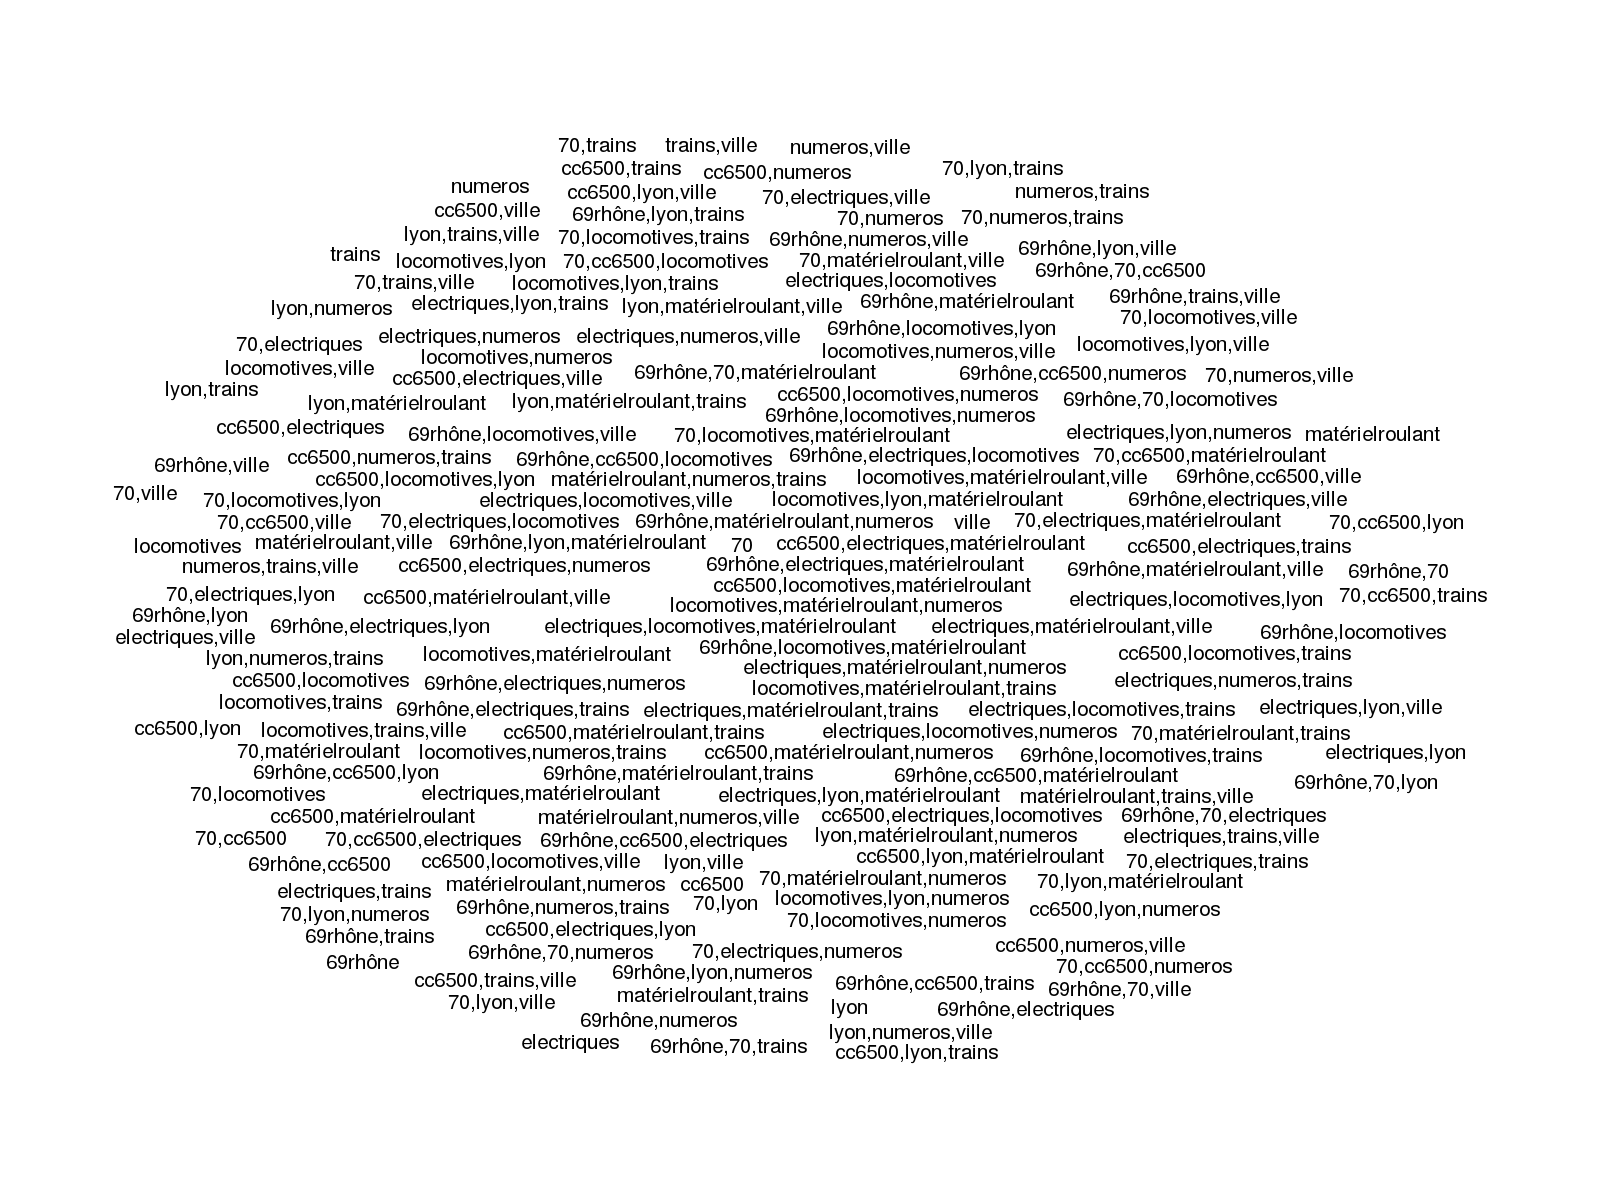 70,trains trains,ville numeros,ville
cc6500,trains cc6500,numeros 70,lyon,trains
numeros cc6500,lyon,ville 70,electriques,ville numeros,trains
cc6500,ville 69rhône,lyon,trains 70,numeros 70,numeros,trains
lyon,trains,ville 70,locomotives,trains 69rhône,numeros,ville 69rhône,lyon,ville
trains locomotives,lyon 70,cc6500,locomotives 70,matérielroulant,ville 69rhône,70,cc6500
70,trains,ville locomotives,lyon,trains electriques,locomotives
lyon,numeros electriques,lyon,trains lyon,matérielroulant,ville 69rhône,matérielroulant 69rhône,trains,ville
70,locomotives,ville
70,electriques electriques,numeros electriques,numeros,ville 69rhône,locomotives,lyon locomotives,lyon,ville
locomotives,ville locomotives,numeros locomotives,numeros,ville
lyon,trains cc6500,electriques,ville 69rhône,70,matérielroulant 69rhône,cc6500,numeros 70,numeros,ville
lyon,matérielroulant lyon,matérielroulant,trains cc6500,locomotives,numeros 69rhône,70,locomotives
69rhône,locomotives,numeros
cc6500,electriques 69rhône,locomotives,ville 70,locomotives,matérielroulant electriques,lyon,numeros matérielroulant
69rhône,ville cc6500,numeros,trains 69rhône,cc6500,locomotives 69rhône,electriques,locomotives 70,cc6500,matérielroulant
cc6500,locomotives,lyon matérielroulant,numeros,trains locomotives,matérielroulant,ville 69rhône,cc6500,ville
70,ville 70,locomotives,lyon electriques,locomotives,ville locomotives,lyon,matérielroulant 69rhône,electriques,ville
70,cc6500,ville 70,electriques,locomotives 69rhône,matérielroulant,numeros ville 70,electriques,matérielroulant 70,cc6500,lyon
locomotives matérielroulant,ville 69rhône,lyon,matérielroulant 70 cc6500,electriques,matérielroulant cc6500,electriques,trains
numeros,trains,ville cc6500,electriques,numeros 69rhône,electriques,matérielroulant 69rhône,matérielroulant,ville 69rhône,70
cc6500,locomotives,matérielroulant
70,electriques,lyon cc6500,matérielroulant,ville locomotives,matérielroulant,numeros electriques,locomotives,lyon 70,cc6500,trains
69rhône,lyon
electriques,ville 69rhône,electriques,lyon electriques,locomotives,matérielroulant electriques,matérielroulant,ville 69rhône,locomotives
lyon,numeros,trains locomotives,matérielroulant 69rhône,locomotives,matérielroulant cc6500,locomotives,trains
electriques,matérielroulant,numeros
cc6500,locomotives 69rhône,electriques,numeros locomotives,matérielroulant,trains electriques,numeros,trains
locomotives,trains 69rhône,electriques,trains electriques,matérielroulant,trains electriques,locomotives,trains electriques,lyon,ville
cc6500,lyon locomotives,trains,ville cc6500,matérielroulant,trains electriques,locomotives,numeros 70,matérielroulant,trains
70,matérielroulant locomotives,numeros,trains cc6500,matérielroulant,numeros 69rhône,locomotives,trains electriques,lyon
69rhône,cc6500,lyon 69rhône,matérielroulant,trains 69rhône,cc6500,matérielroulant 69rhône,70,lyon
70,locomotives electriques,matérielroulant electriques,lyon,matérielroulant matérielroulant,trains,ville
cc6500,matérielroulant matérielroulant,numeros,ville cc6500,electriques,locomotives 69rhône,70,electriques
70,cc6500 70,cc6500,electriques 69rhône,cc6500,electriques lyon,matérielroulant,numeros electriques,trains,ville
69rhône,cc6500 cc6500,locomotives,ville lyon,ville cc6500,lyon,matérielroulant 70,electriques,trains
electriques,trains matérielroulant,numeros cc6500 70,matérielroulant,numeros 70,lyon,matérielroulant
70,lyon,numeros 69rhône,numeros,trains 70,lyon locomotives,lyon,numeros cc6500,lyon,numeros
69rhône,trains cc6500,electriques,lyon 70,locomotives,numeros
69rhône 69rhône,70,numeros 70,electriques,numeros cc6500,numeros,ville
cc6500,trains,ville 69rhône,lyon,numeros 69rhône,cc6500,trains 70,cc6500,numeros
70,lyon,ville matérielroulant,trains lyon 69rhône,electriques 69rhône,70,ville
69rhône,numeros lyon,numeros,ville
electriques 69rhône,70,trains cc6500,lyon,trains